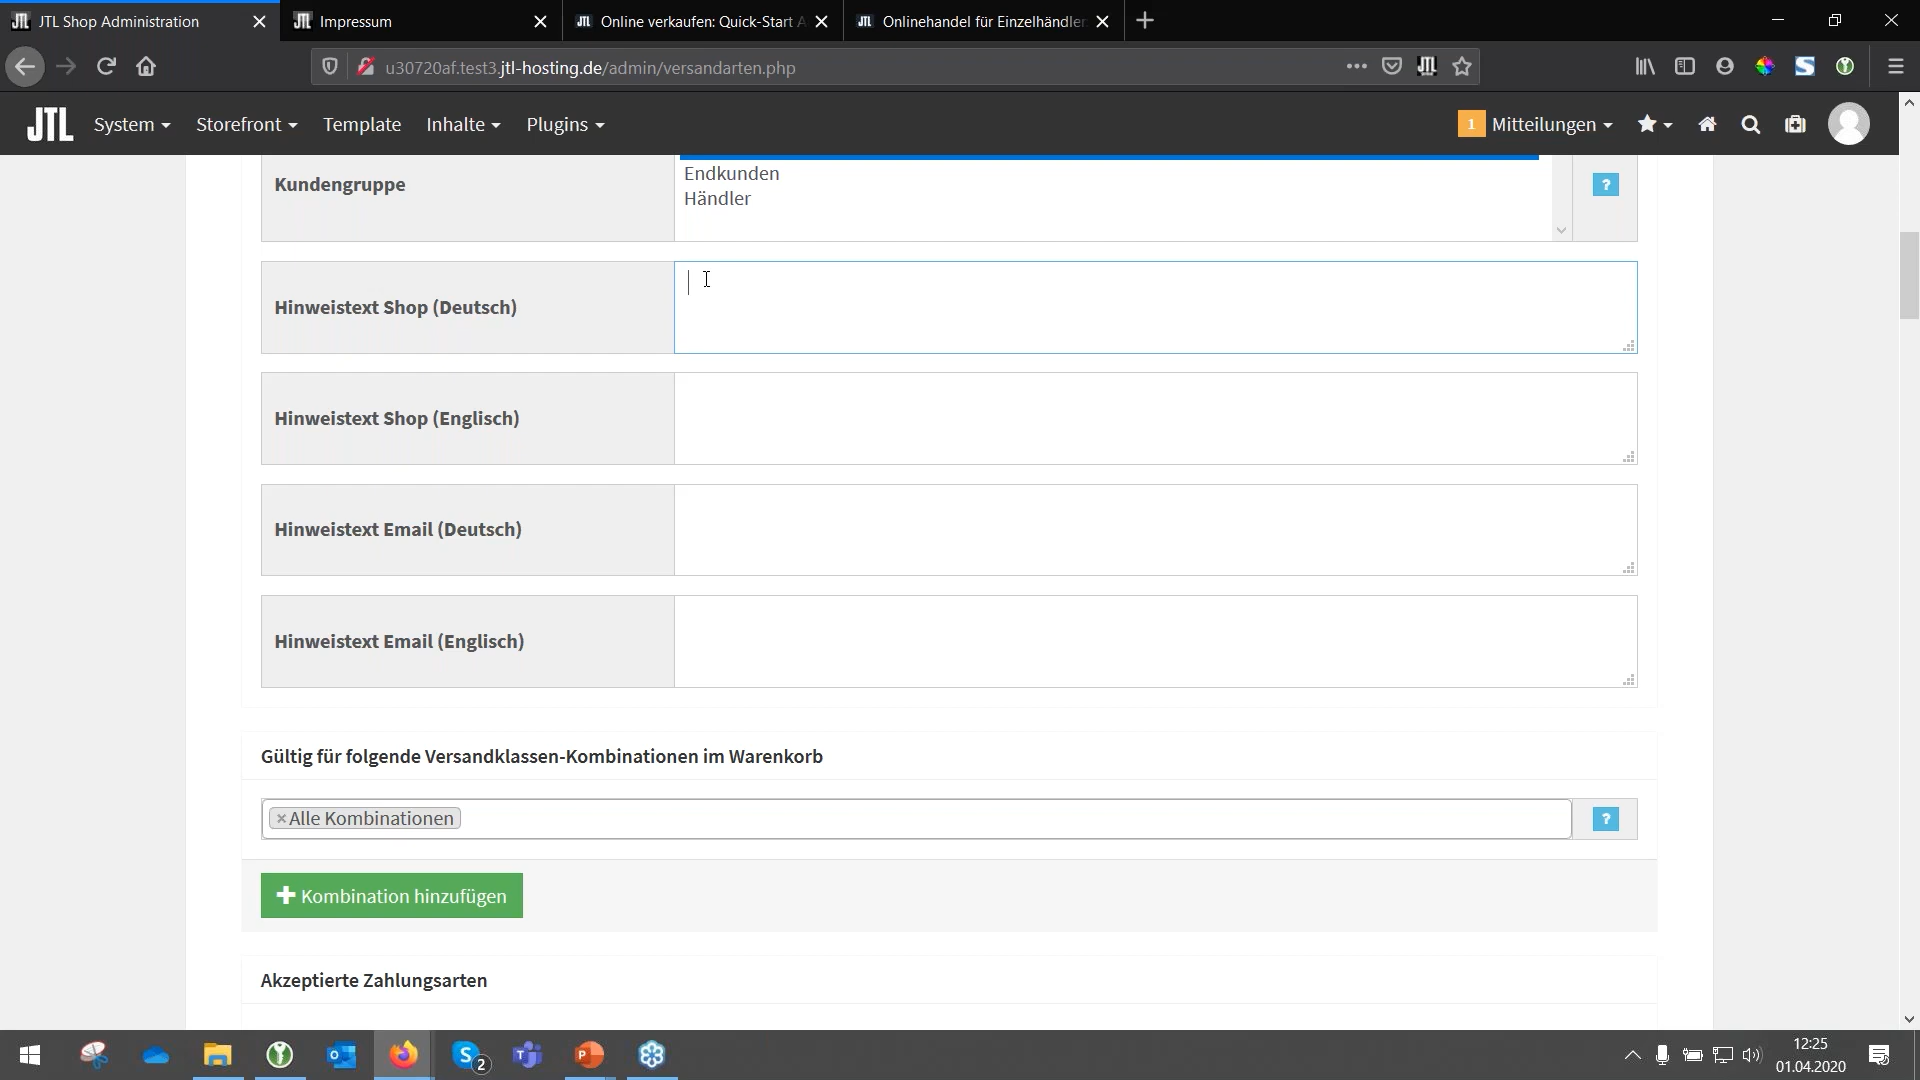 JTL Shop Administration
Impressum
Online verkaufen: Quick-Start A
Onlinehandel für Einzelhändler:
u30720af.test3.jtl-hosting.de/admin/versandarten.php
JTL
System
Storefront
Template
Inhalte
Plugins
1 Mitteilungen
Kundengruppe
Endkunden
Händler
?
Hinweistext Shop (Deutsch)
Hinweistext Shop (Englisch)
Hinweistext Email (Deutsch)
Hinweistext Email (Englisch)
Gültig für folgende Versandklassen-Kombinationen im Warenkorb
×Alle Kombinationen
?
Kombination hinzufügen
Akzeptierte Zahlungsarten
2
12:25
01.04.2020